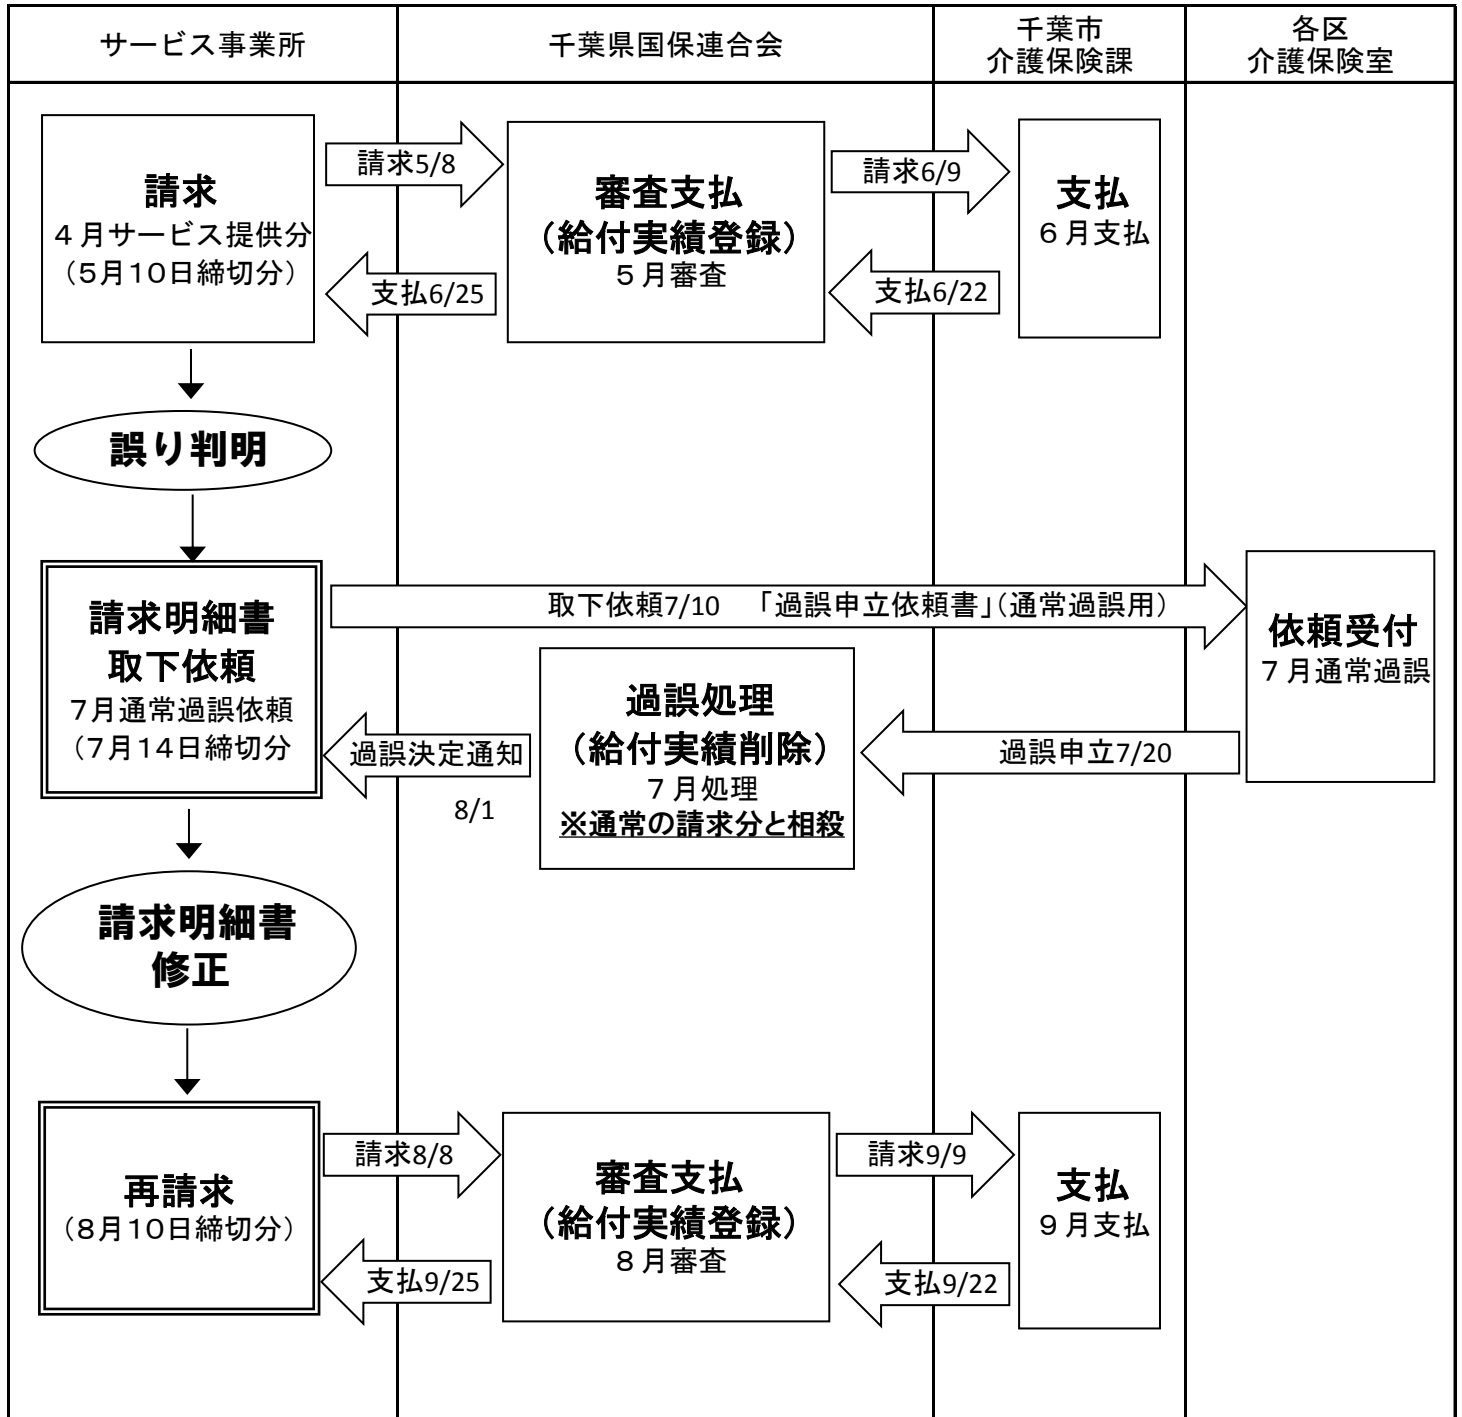 サービス事業所
千葉県国保連合会
千葉市
介護保険課
各区
介護保険室
請求
４月サービス提供分
（5月10日締切分）
請求5/8
支払6/25
審査支払
（給付実績登録）
５月審査
請求6/9
支払6/22
支払
６月支払
誤り判明
請求明細書
取下依頼
7月通常過誤依頼
（7月14日締切分
取下依頼7/10　「過誤申立依頼書」（通常過誤用）
依頼受付
７月通常過誤
過誤処理
（給付実績削除）
７月処理
※通常の請求分と相殺
過誤決定通知
8/1
過誤申立7/20
請求明細書
修正
再請求
（8月10日締切分）
請求8/8
支払9/25
審査支払
（給付実績登録）
８月審査
請求9/9
支払9/22
支払
９月支払